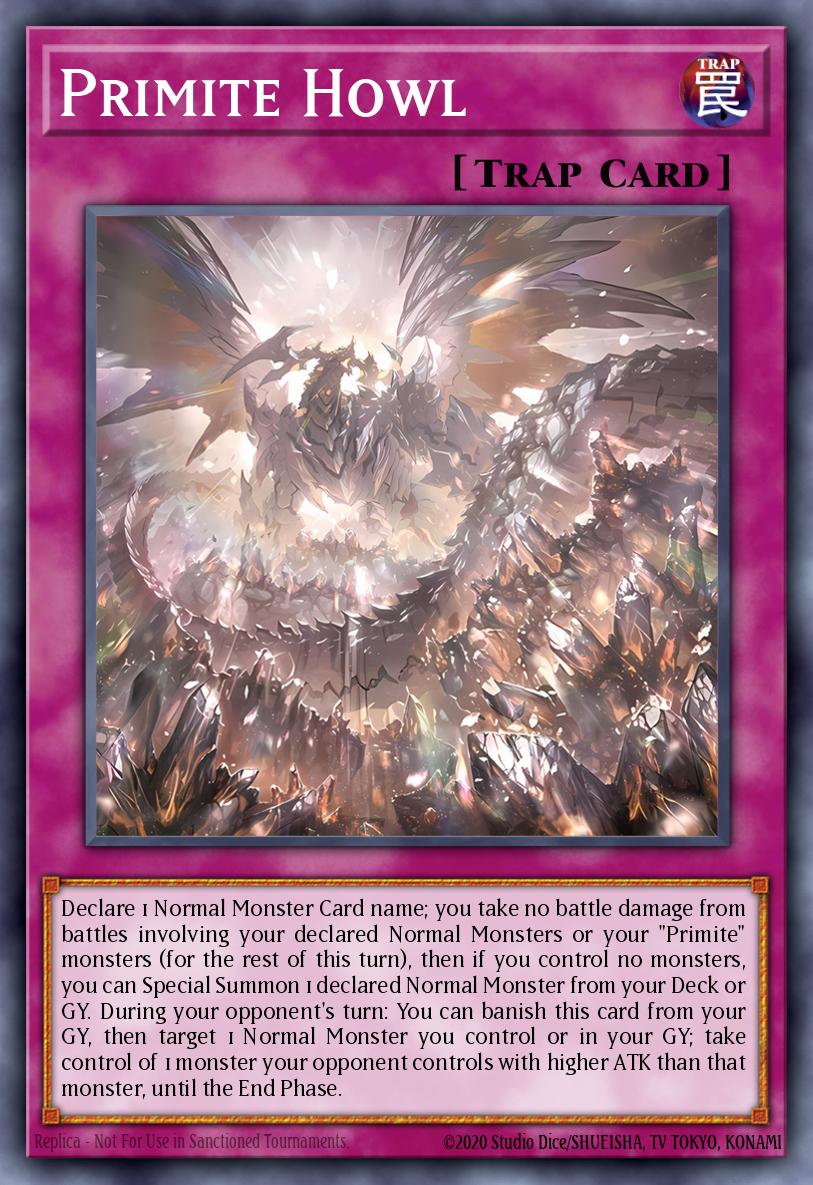 Primite Howl
TRAP
罠
[Trap Card]
Declare 1 Normal Monster Card name; you take no battle damage from
battles involving your declared Normal Monsters or your "Primite"
monsters (for the rest of this turn), then if you control no monsters,
you can Special Summon 1 declared Normal Monster from your Deck or
GY. During your opponent's turn: You can banish this card from your
GY, then target 1 Normal Monster you control or in your GY; take
control of 1 monster your opponent controls with higher ATK than that
monster, until the End Phase.
Replica - Not For Use in Sanctioned Tournaments.
©2020 Studio Dice/SHUEISHA, TV TOKYO, KONAMI